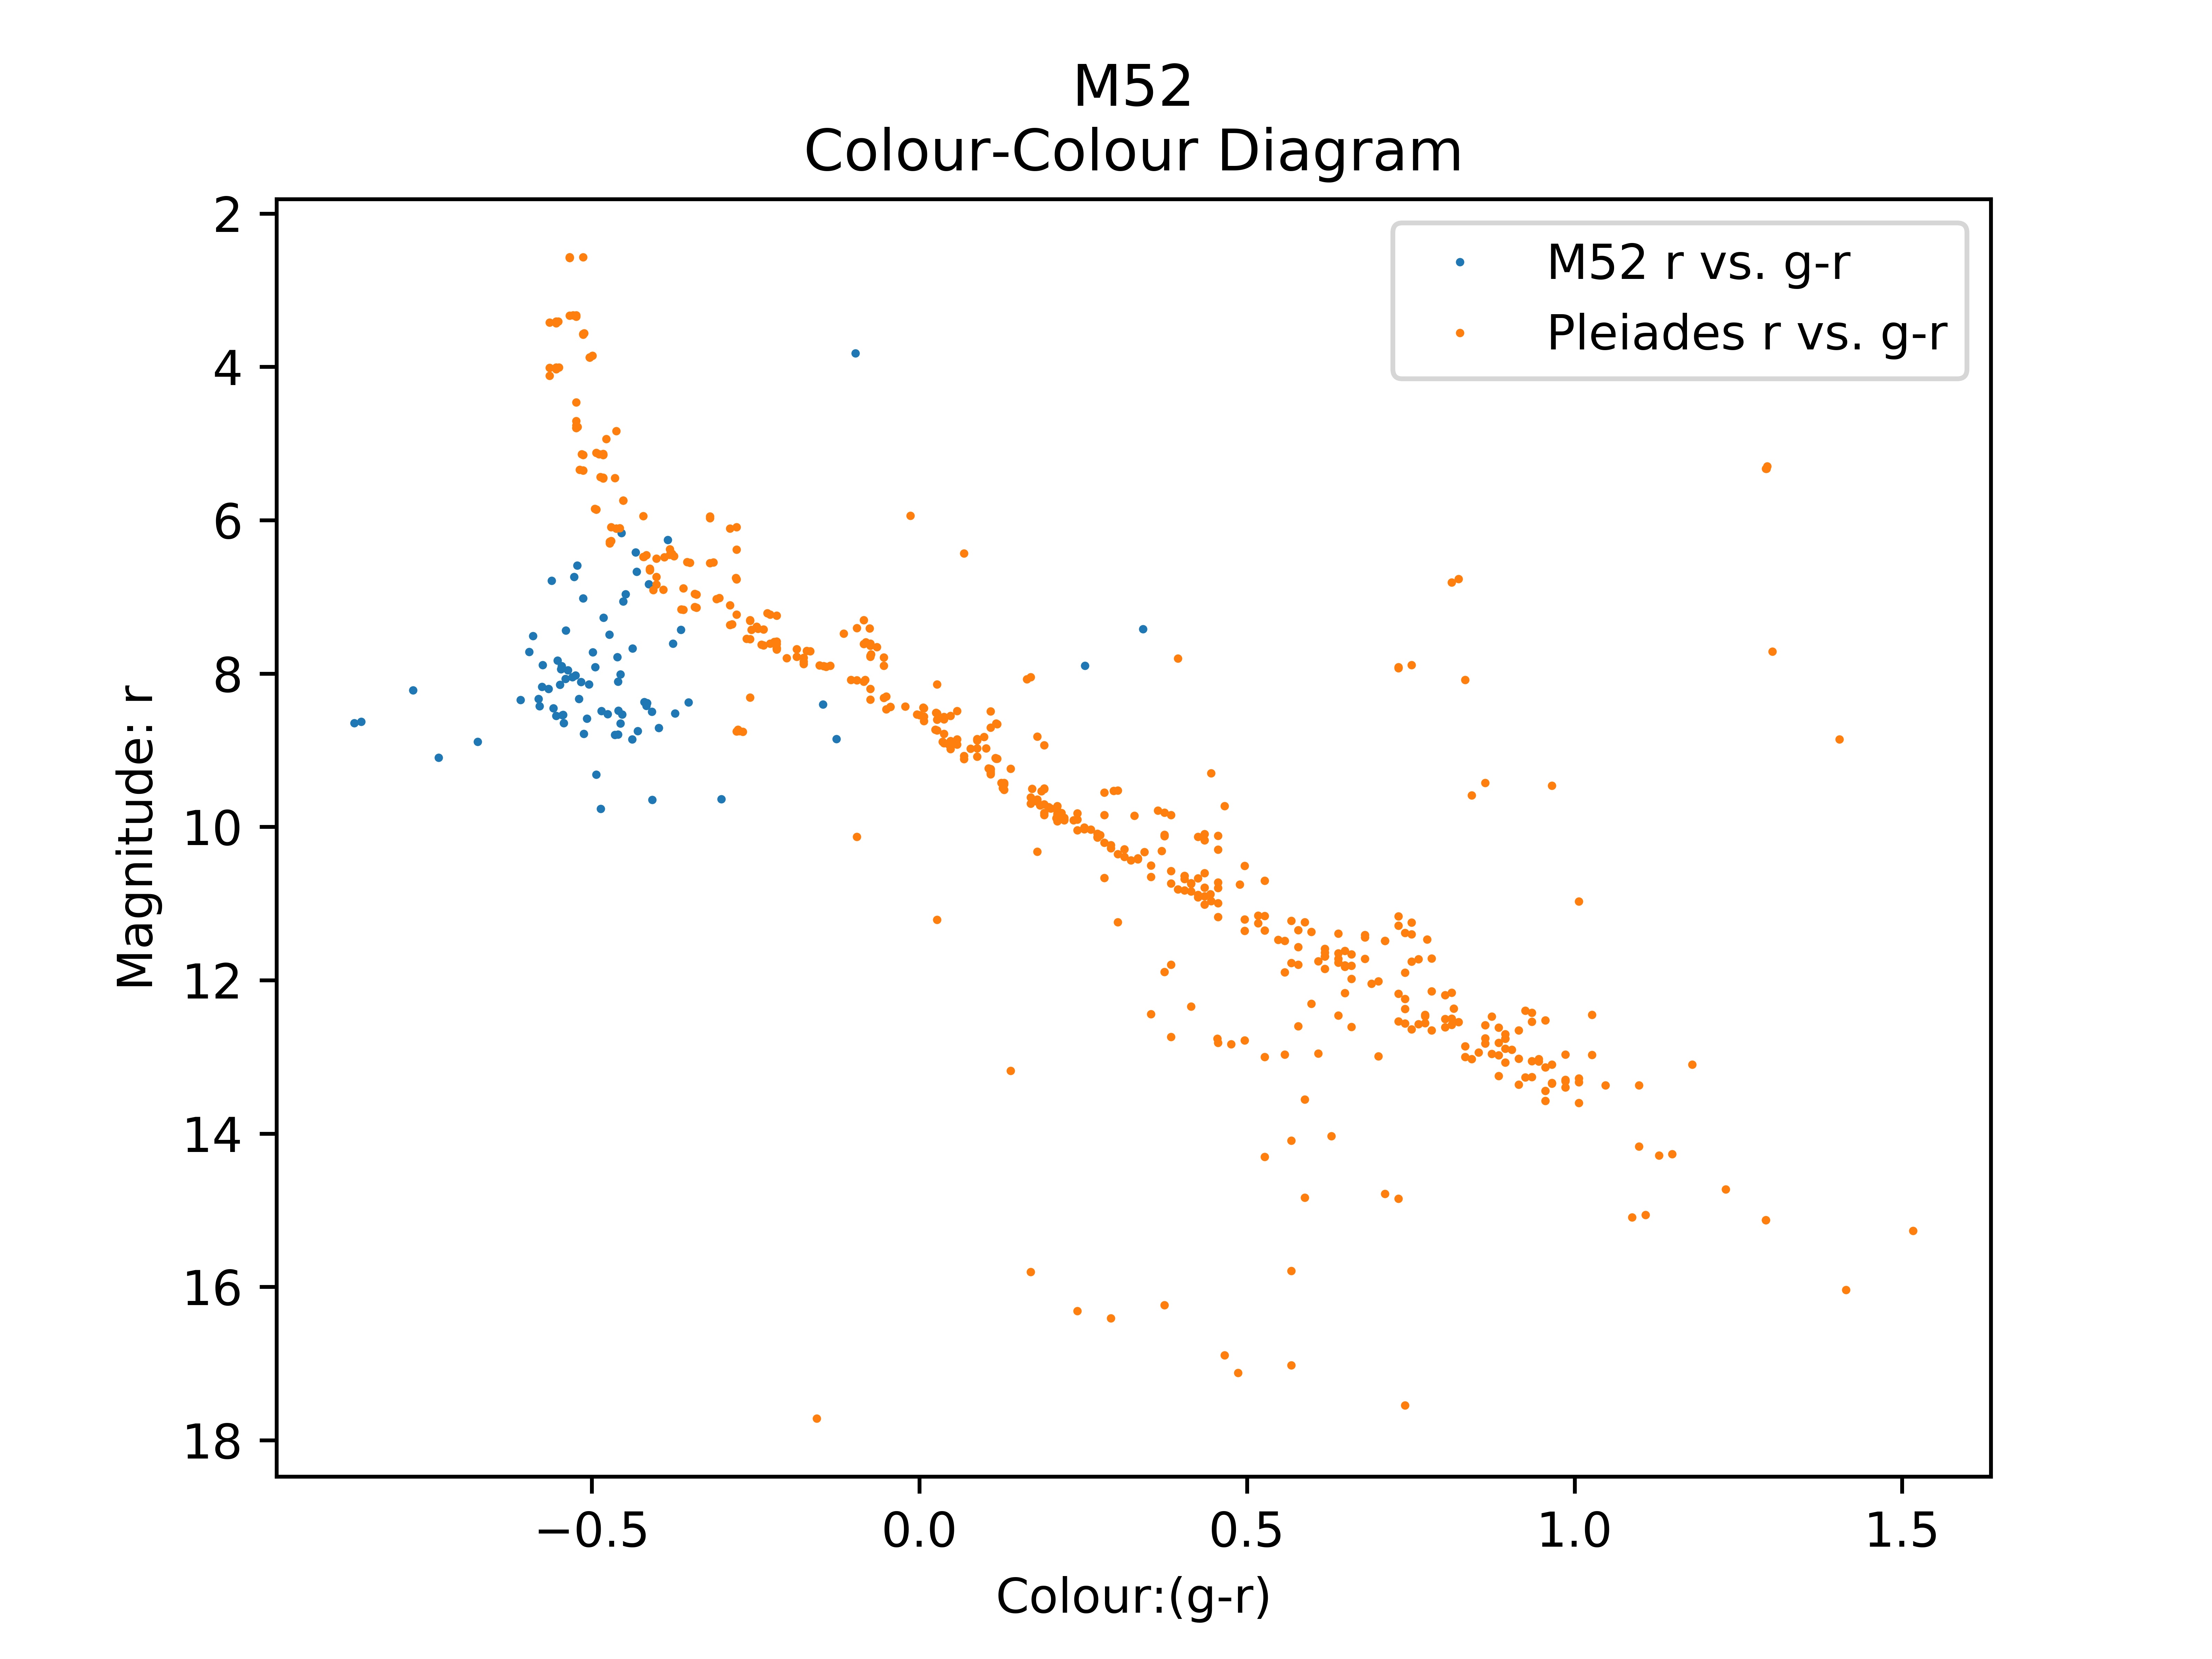 M52
Colour-Colour Diagram
M52 r vs. g-r
Pleiades r vs. g-r
Magnitude: r
2
4
6
8
10
12
14
16
18
−0.5 0.0 0.5 1.0 1.5
Colour:(g-r)